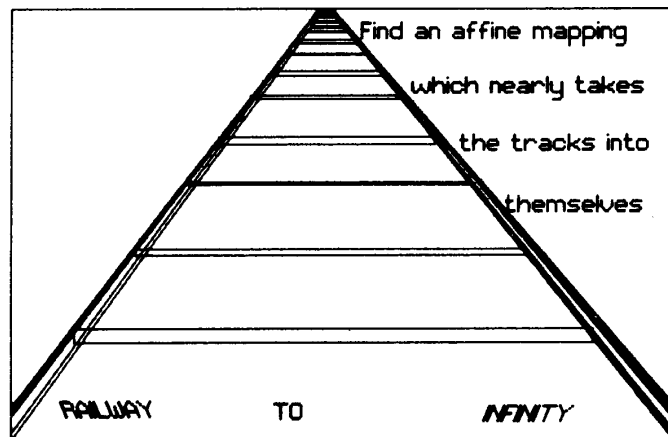 Find an affine mapping
which nearly takes
the tracks into
themselves
RAILWAY TO INFINITY